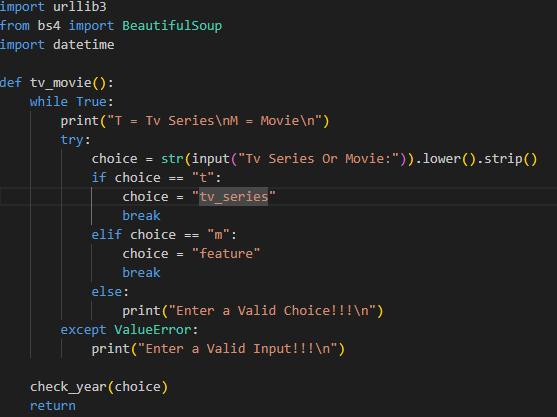 import urllib3
from bs4 import BeautifulSoup
import datetime
def tv_movie():
    while True:
        print("T = Tv Series\nM = Movie\n")
        try:
            choice = str(input("Tv Series Or Movie:")).lower().strip()
            if choice == "t":
                choice = "tv_series"
                break
            elif choice == "m":
                choice = "feature"
                break
            else:
                print("Enter a Valid Choice!!!\n")
        except ValueError:
            print("Enter a Valid Input!!!\n")
    check_year(choice)
    return